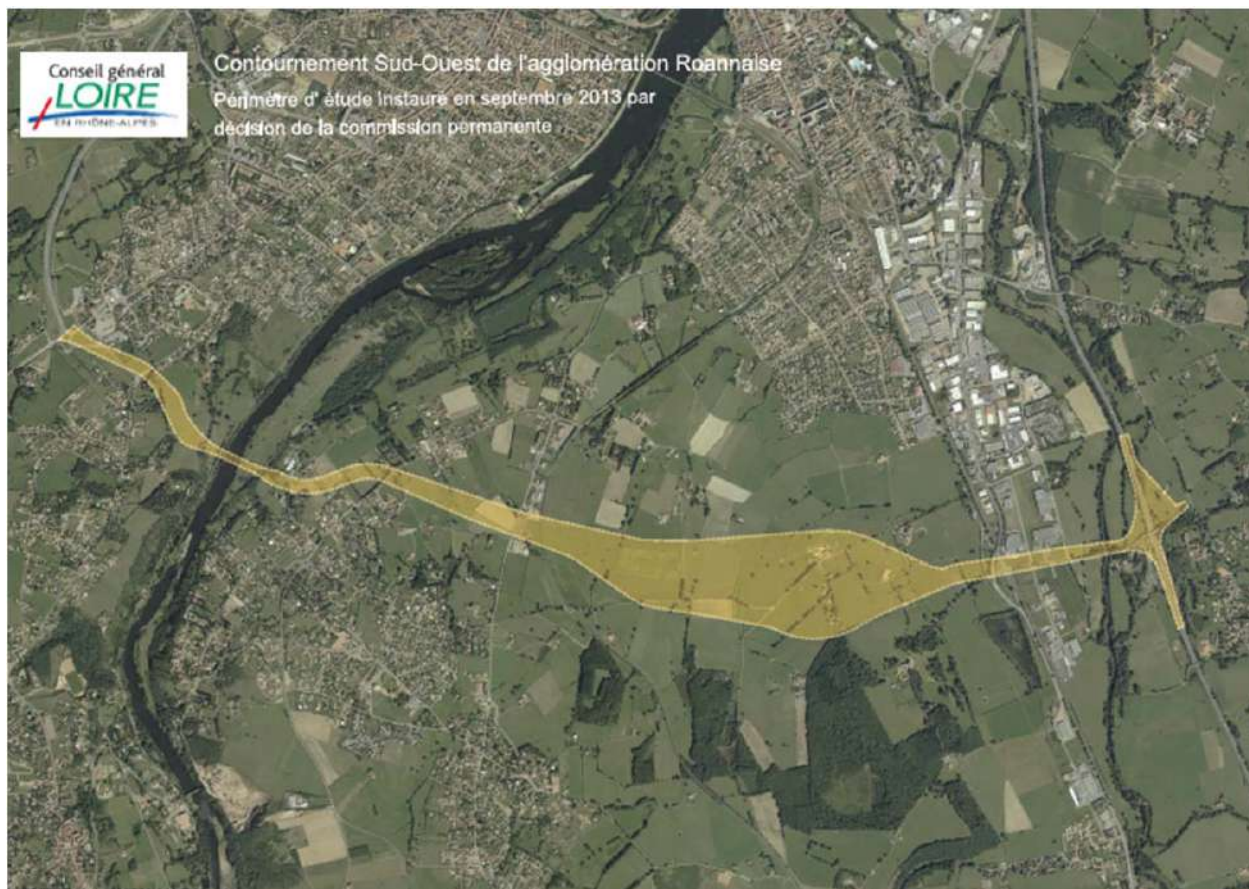 Conseil général
LOIRE
EN RHÔNE-ALPES
Contournement Sud-Ouest de l'agglomération Roannaise
Périmètre d' étude instauré en septembre 2013 par
décision de la commission permanente